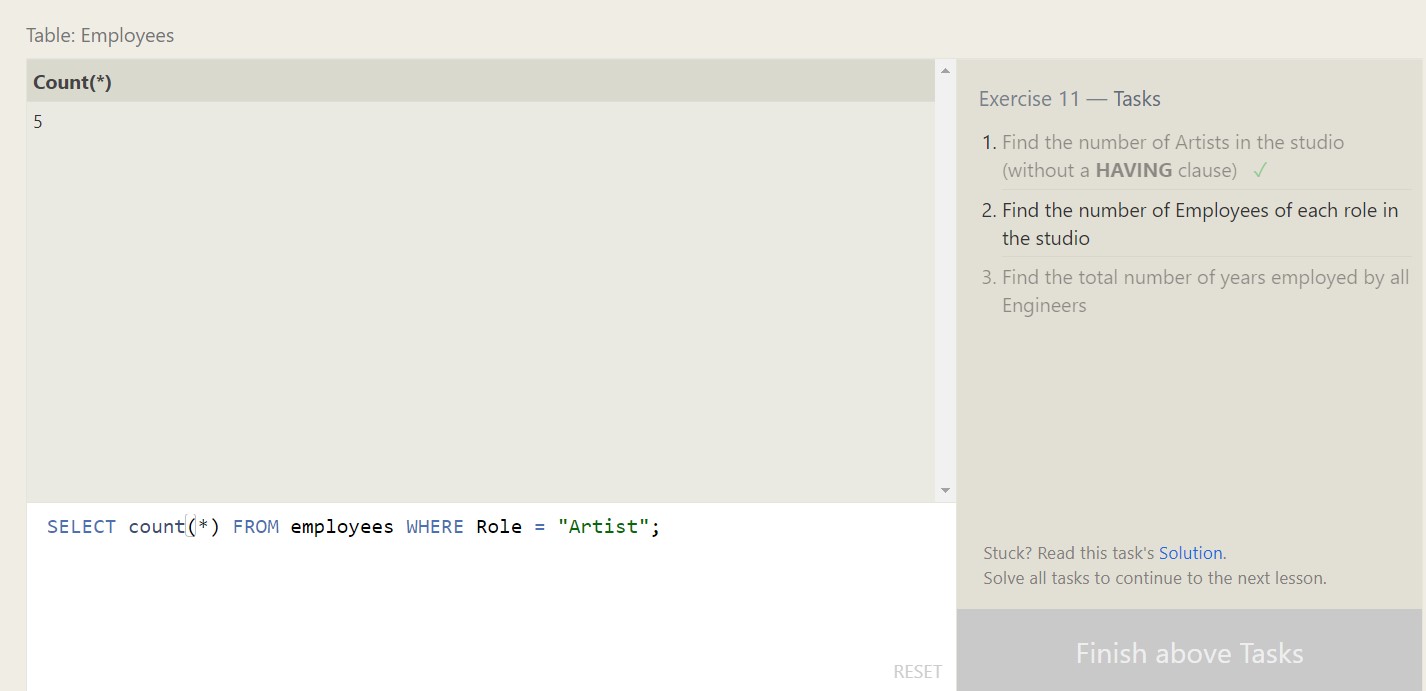 Table: Employees
Count(*)
5
SELECT count(*) FROM employees WHERE Role = "Artist";
RESET
Exercise 11 — Tasks
1. Find the number of Artists in the studio
(without a HAVING clause) ✓
2. Find the number of Employees of each role in
the studio
3. Find the total number of years employed by all
Engineers
Stuck? Read this task's Solution.
Solve all tasks to continue to the next lesson.
Finish above Tasks